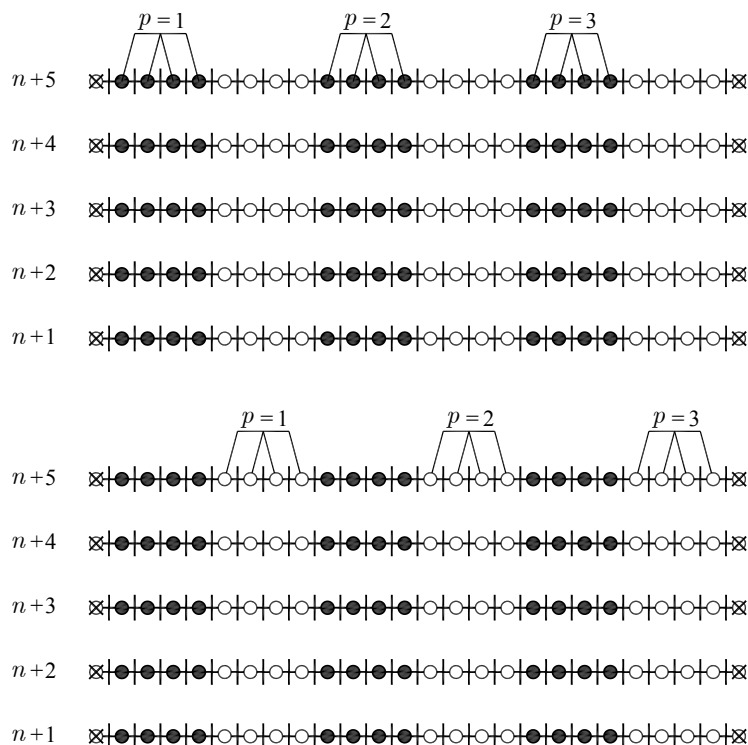 p = 1 p = 2 p = 3
n+5
n+4
n+3
n+2
n+1
p = 1 p = 2 p = 3
n+5
n+4
n+3
n+2
n+1